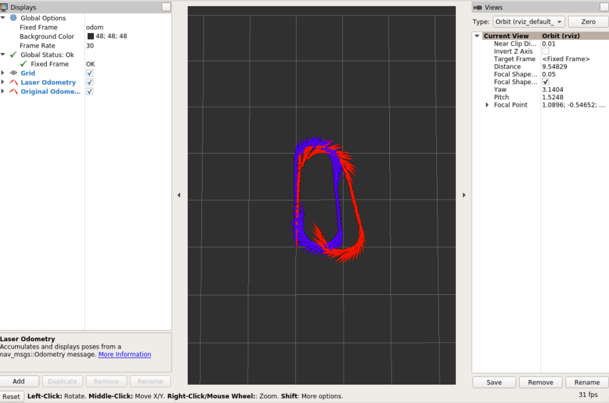 Displays
Global Options
Fixed Frame odom
Background Color 48; 48; 48
Frame Rate 30
Global Status: Ok
Fixed Frame OK
Grid
Laser Odometry
Original Odome...
Laser Odometry
Accumulates and displays poses from a
nav_msgs::Odometry message. More Information
Add Duplicate Remove Rename
Reset Left-Click: Rotate. Middle-Click: Move X/Y. Right-Click/Mouse Wheel:: Zoom. Shift: More options.
Views
Type: Orbit (rviz_default_ Zero
Current View Orbit (rviz)
Near Clip Di... 0.01
Invert Z Axis
Target Frame <Fixed Frame>
Distance 9.54829
Focal Shape... 0.05
Focal Shape...
Yaw 3.1404
Pitch 1.5248
Focal Point 1.0896; -0.54652; ...
Save Remove Rename
31 fps